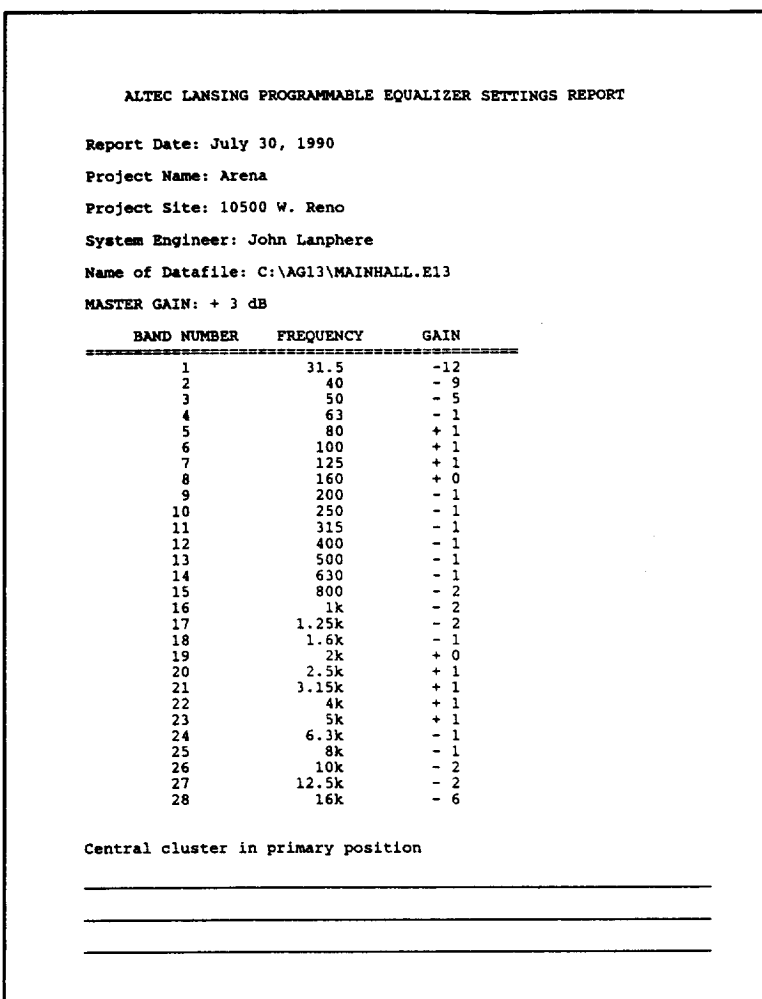 ALTEC LANSING PROGRAMMABLE EQUALIZER SETTINGS REPORT
Report Date: July 30, 1990
Project Name: Arena
Project Site: 10500 W. Reno
System Engineer: John Lanphere
Name of Datafile: C:\AG13\MAINHALL.E13
MASTER GAIN: + 3 dB
BAND NUMBER FREQUENCY GAIN
==================================================
1 31.5 -12
2 40 - 9
3 50 - 5
4 63 - 1
5 80 + 1
6 100 + 1
7 125 + 1
8 160 + 0
9 200 - 1
10 250 - 1
11 315 - 1
12 400 - 1
13 500 - 1
14 630 - 1
15 800 - 2
16 1k - 2
17 1.25k - 2
18 1.6k - 1
19 2k + 0
20 2.5k + 1
21 3.15k + 1
22 4k + 1
23 5k + 1
24 6.3k - 1
25 8k - 1
26 10k - 2
27 12.5k - 2
28 16k - 6
Central cluster in primary position